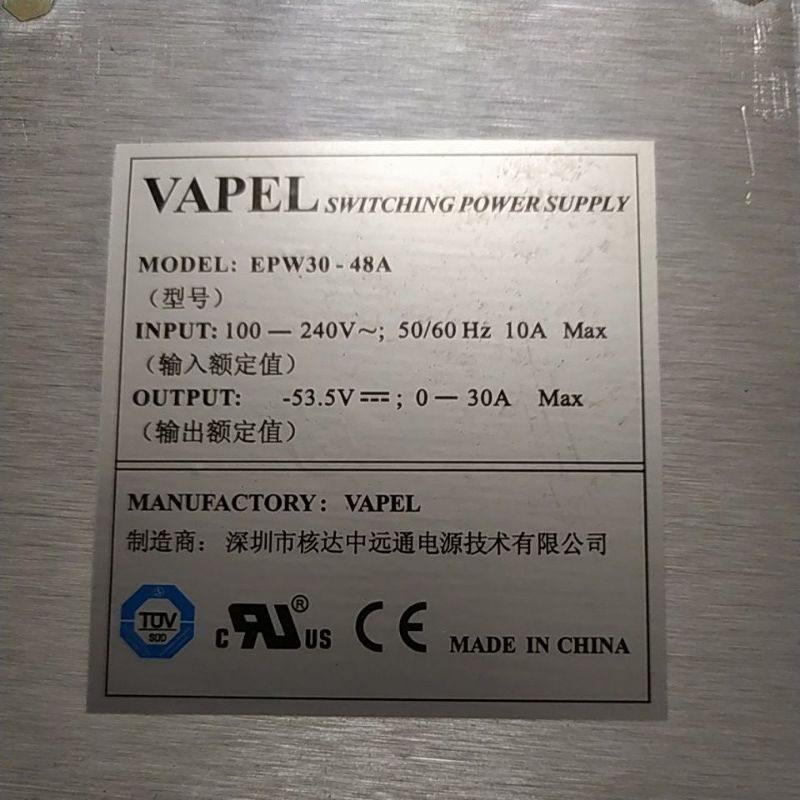 VAPEL SWITCHING POWER SUPPLY
MODEL: EPW30 - 48A
（型号）
INPUT: 100 — 240V~; 50/60 Hz 10A Max
（输入额定值）
OUTPUT: -53.5V⎓; 0 — 30A Max
（输出额定值）
MANUFACTORY: VAPEL
制造商： 深圳市核达中远通电源技术有限公司
TÜV
SÜD
c RU® US CE MADE IN CHINA